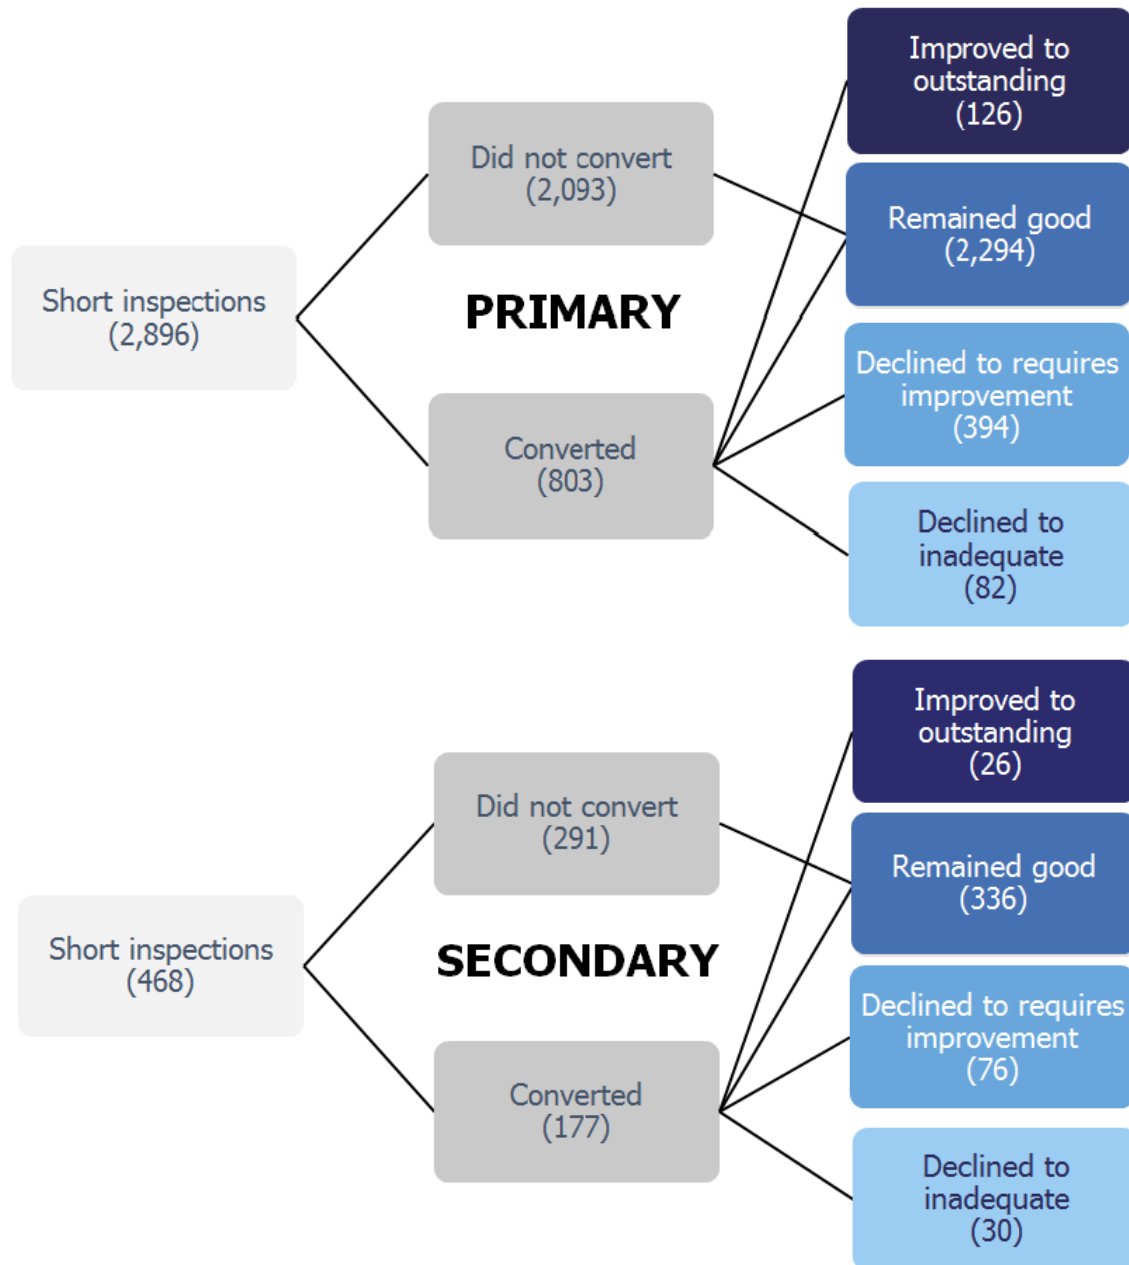 Short inspections
(2,896)
Did not convert
(2,093)
PRIMARY
Converted
(803)
Improved to
outstanding
(126)
Remained good
(2,294)
Declined to requires
improvement
(394)
Declined to
inadequate
(82)
Short inspections
(468)
Did not convert
(291)
SECONDARY
Converted
(177)
Improved to
outstanding
(26)
Remained good
(336)
Declined to requires
improvement
(76)
Declined to
inadequate
(30)